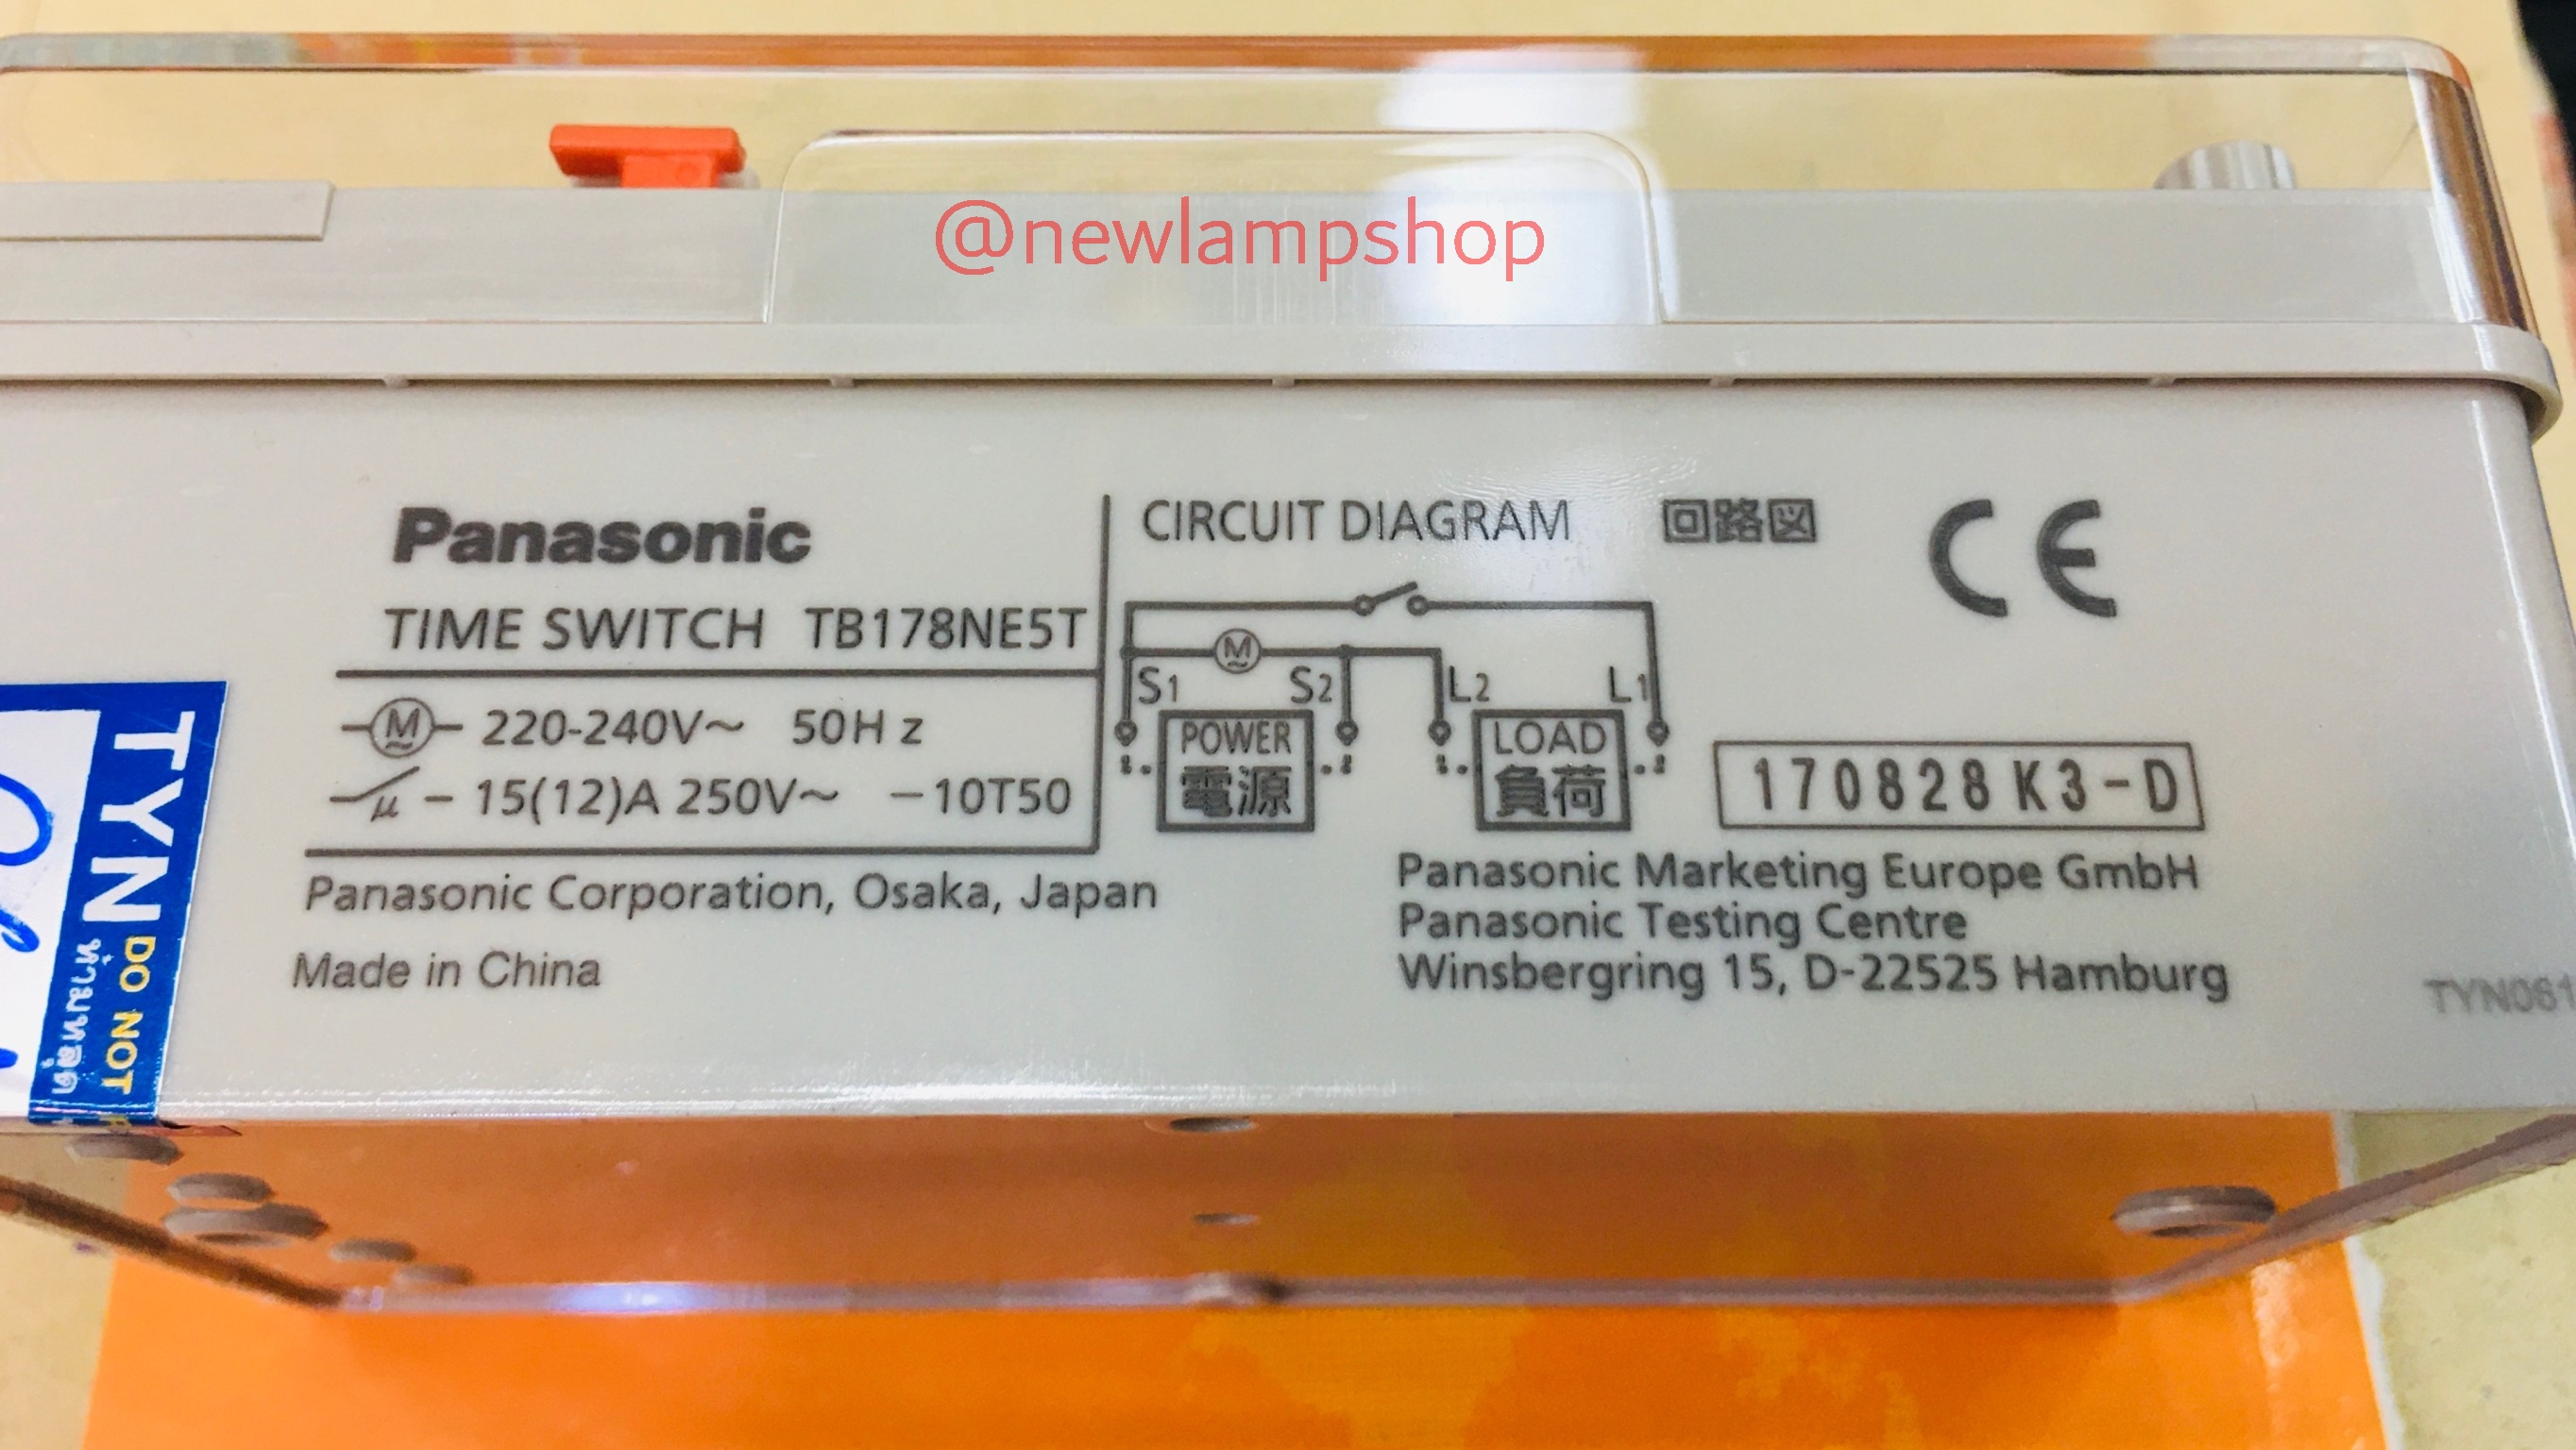 @newlampshop
Panasonic
TIME SWITCH TB178NE5T
M 220-240V~ 50Hz
μ - 15(12)A 250V~ -10T50
Panasonic Corporation, Osaka, Japan
Made in China
CIRCUIT DIAGRAM 回路図
CE
M
S1 S2 L2 L1
POWER
電源
LOAD
負荷
170828K3-D
Panasonic Marketing Europe GmbH
Panasonic Testing Centre
Winsbergring 15, D-22525 Hamburg
TYN
DO NOT